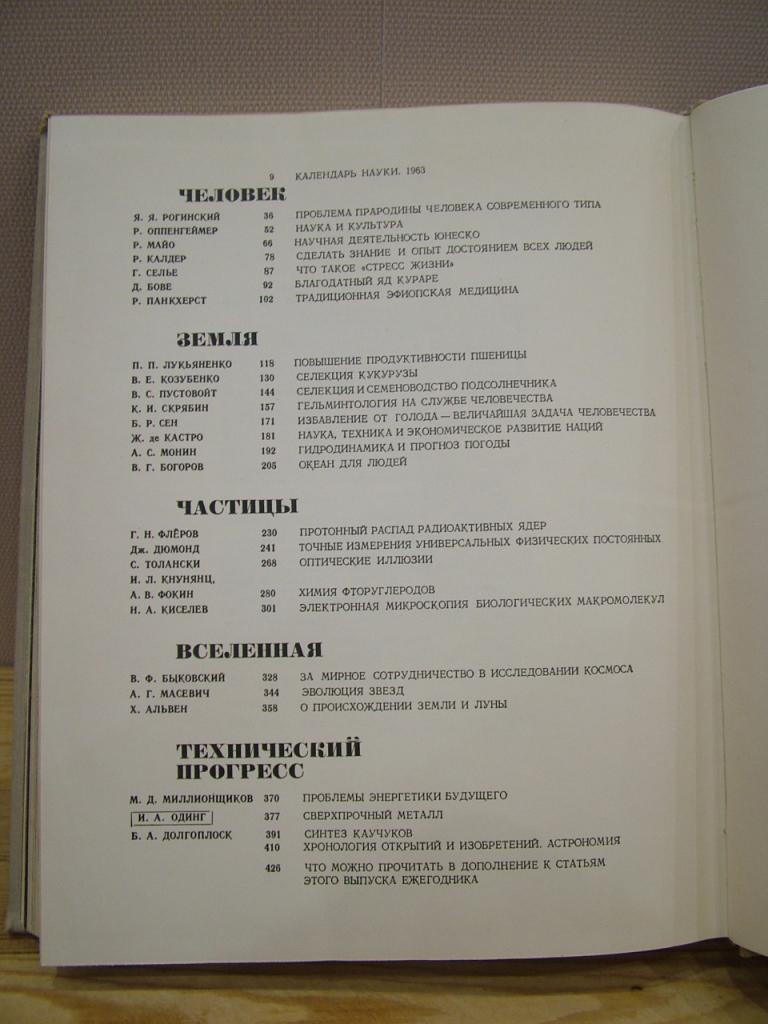 9 КАЛЕНДАРЬ НАУКИ. 1963
ЧЕЛОВЕК
Я. Я. РОГИНСКИЙ 36 ПРОБЛЕМА ПРАРОДИНЫ ЧЕЛОВЕКА СОВРЕМЕННОГО ТИПА
Р. ОППЕНГЕЙМЕР 52 НАУКА И КУЛЬТУРА
Р. МАЙО 66 НАУЧНАЯ ДЕЯТЕЛЬНОСТЬ ЮНЕСКО
Р. КАЛДЕР 78 СДЕЛАТЬ ЗНАНИЕ И ОПЫТ ДОСТОЯНИЕМ ВСЕХ ЛЮДЕЙ
Г. СЕЛЬЕ 87 ЧТО ТАКОЕ «СТРЕСС ЖИЗНИ»
Д. БОВЕ 92 БЛАГОДАТНЫЙ ЯД КУРАРЕ
Р. ПАНКХЕРСТ 102 ТРАДИЦИОННАЯ ЭФИОПСКАЯ МЕДИЦИНА
ЗЕМЛЯ
П. П. ЛУКЬЯНЕНКО 118 ПОВЫШЕНИЕ ПРОДУКТИВНОСТИ ПШЕНИЦЫ
В. Е. КОЗУБЕНКО 130 СЕЛЕКЦИЯ КУКУРУЗЫ
В. С. ПУСТОВОЙТ 144 СЕЛЕКЦИЯ И СЕМЕНОВОДСТВО ПОДСОЛНЕЧНИКА
К. И. СКРЯБИН 157 ГЕЛЬМИНТОЛОГИЯ НА СЛУЖБЕ ЧЕЛОВЕЧЕСТВА
Б. Р. СЕН 171 ИЗБАВЛЕНИЕ ОТ ГОЛОДА — ВЕЛИЧАЙШАЯ ЗАДАЧА ЧЕЛОВЕЧЕСТВА
Ж. де КАСТРО 181 НАУКА, ТЕХНИКА И ЭКОНОМИЧЕСКОЕ РАЗВИТИЕ НАЦИЙ
А. С. МОНИН 192 ГИДРОДИНАМИКА И ПРОГНОЗ ПОГОДЫ
В. Г. БОГОРОВ 205 ОКЕАН ДЛЯ ЛЮДЕЙ
ЧАСТИЦЫ
Г. Н. ФЛЁРОВ 230 ПРОТОННЫЙ РАСПАД РАДИОАКТИВНЫХ ЯДЕР
Дж. ДЮМОНД 241 ТОЧНЫЕ ИЗМЕРЕНИЯ УНИВЕРСАЛЬНЫХ ФИЗИЧЕСКИХ ПОСТОЯННЫХ
С. ТОЛАНСКИ 268 ОПТИЧЕСКИЕ ИЛЛЮЗИИ
И. Л. КНУНЯНЦ,
А. В. ФОКИН 280 ХИМИЯ ФТОРУГЛЕРОДОВ
Н. А. КИСЕЛЕВ 301 ЭЛЕКТРОННАЯ МИКРОСКОПИЯ БИОЛОГИЧЕСКИХ МАКРОМОЛЕКУЛ
ВСЕЛЕННАЯ
В. Ф. БЫКОВСКИЙ 328 ЗА МИРНОЕ СОТРУДНИЧЕСТВО В ИССЛЕДОВАНИИ КОСМОСА
А. Г. МАСЕВИЧ 344 ЭВОЛЮЦИЯ ЗВЕЗД
Х. АЛЬВЕН 358 О ПРОИСХОЖДЕНИИ ЗЕМЛИ И ЛУНЫ
ТЕХНИЧЕСКИЙ
ПРОГРЕСС
М. Д. МИЛЛИОНЩИКОВ 370 ПРОБЛЕМЫ ЭНЕРГЕТИКИ БУДУЩЕГО
И. А. ОДИНГ 377 СВЕРХПРОЧНЫЙ МЕТАЛЛ
Б. А. ДОЛГОПЛОСК 391 СИНТЕЗ КАУЧУКОВ
410 ХРОНОЛОГИЯ ОТКРЫТИЙ И ИЗОБРЕТЕНИЙ. АСТРОНОМИЯ
426 ЧТО МОЖНО ПРОЧИТАТЬ В ДОПОЛНЕНИЕ К СТАТЬЯМ
ЭТОГО ВЫПУСКА ЕЖЕГОДНИКА